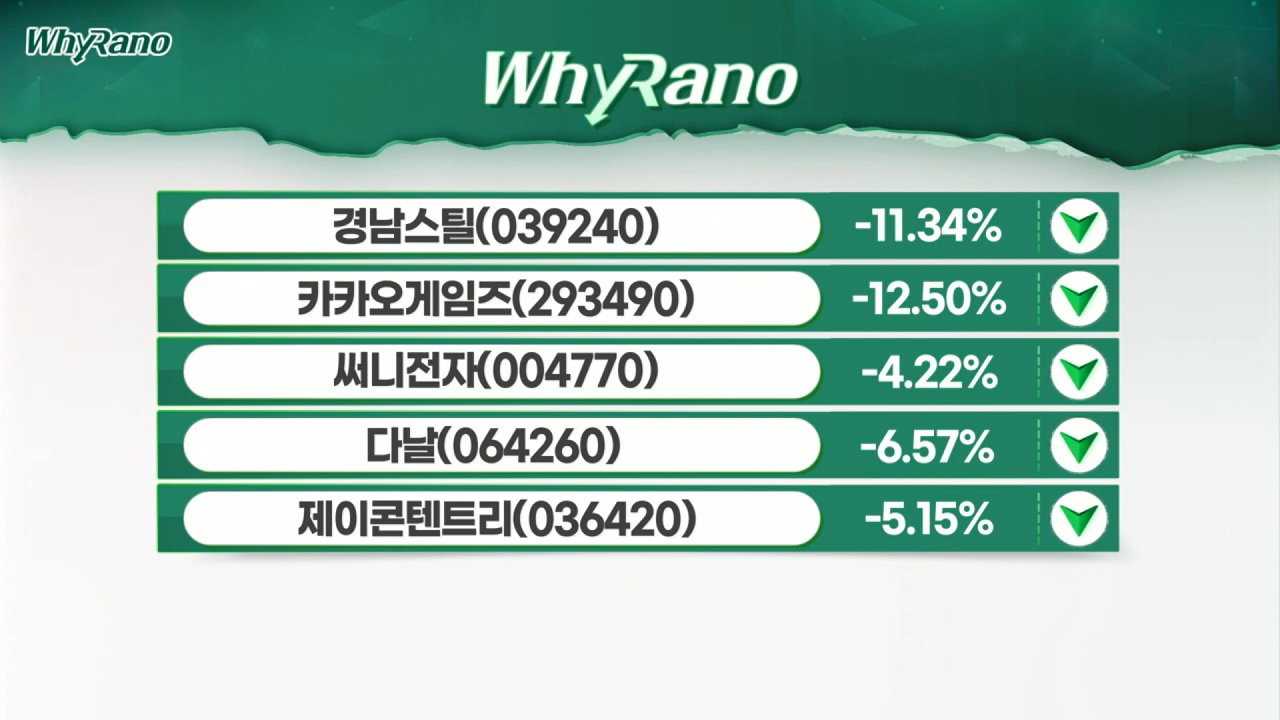 WhyRano
WhyRano
경남스틸(039240) -11.34%
카카오게임즈(293490) -12.50%
써니전자(004770) -4.22%
다날(064260) -6.57%
제이콘텐트리(036420) -5.15%